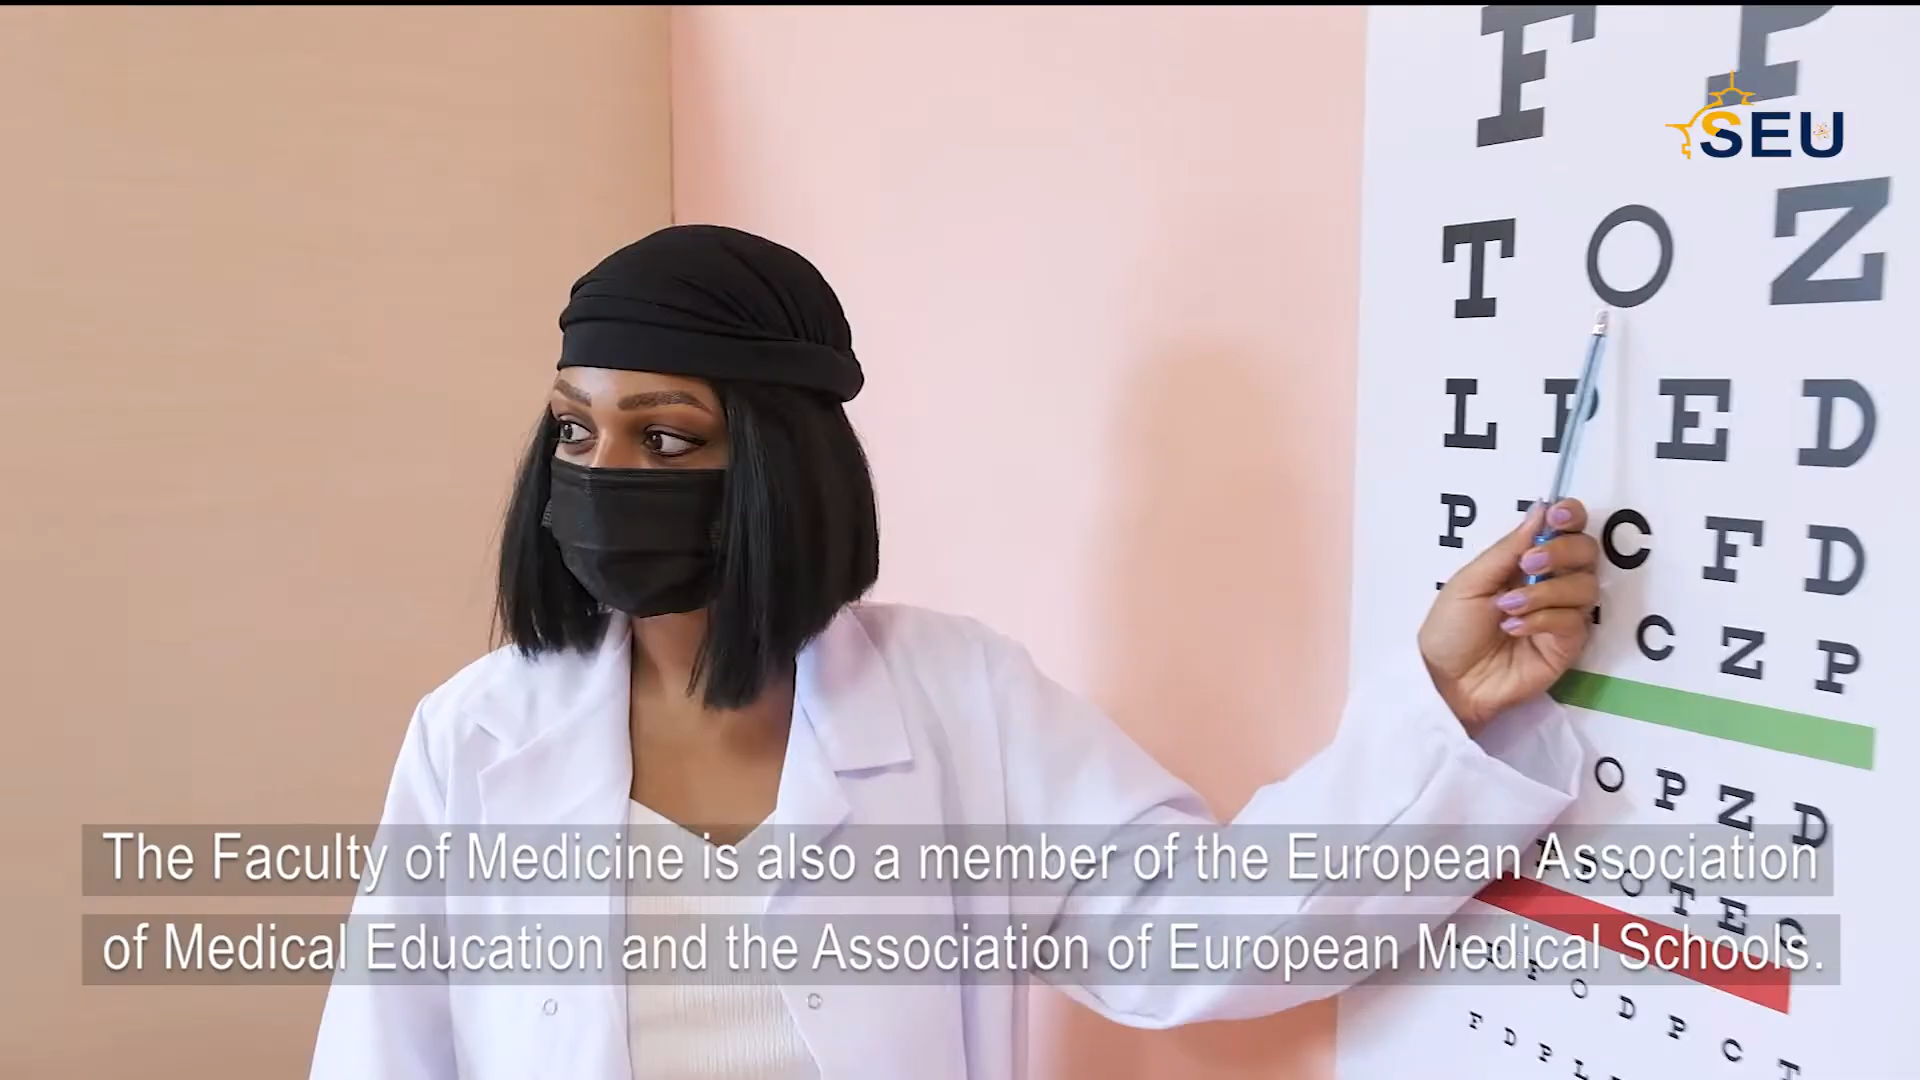 F P
SEU
T O Z
L P E D
P C F D
C Z P
O P Z D
The Faculty of Medicine is also a member of the European Association
of Medical Education and the Association of European Medical Schools.
F D P L